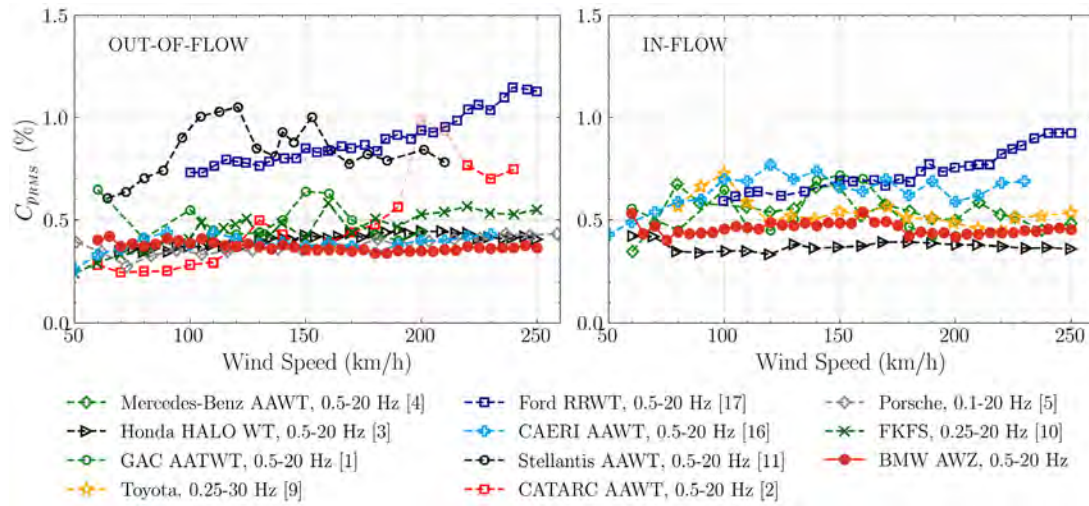 OUT-OF-FLOW
IN-FLOW
C_{pRMS} (%)
1.5
1.0
0.5
0.0
50 100 150 200 250
Wind Speed (km/h)
1.5
1.0
0.5
0.0
50 100 150 200 250
Wind Speed (km/h)
Mercedes-Benz AAWT, 0.5-20 Hz [4]
Honda HALO WT, 0.5-20 Hz [3]
GAC AATWT, 0.5-20 Hz [1]
Toyota, 0.25-30 Hz [9]
Ford RRWT, 0.5-20 Hz [17]
CAERI AAWT, 0.5-20 Hz [16]
Stellantis AAWT, 0.5-20 Hz [11]
CATARC AAWT, 0.5-20 Hz [2]
Porsche, 0.1-20 Hz [5]
FKFS, 0.25-20 Hz [10]
BMW AWZ, 0.5-20 Hz